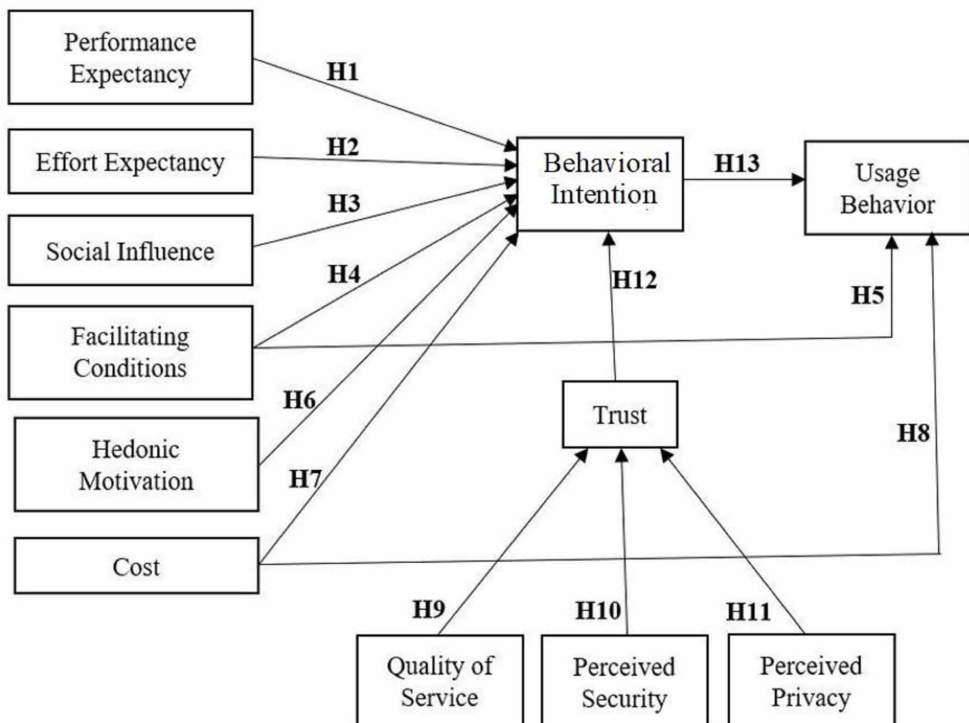 Performance
Expectancy
H1
Effort Expectancy
H2
Behavioral
Intention
H13
Usage
Behavior
Social Influence
H3
H4
H12
H5
Facilitating
Conditions
H6
Trust
H8
Hedonic
Motivation
H7
Cost
H9
H10
H11
Quality of
Service
Perceived
Security
Perceived
Privacy